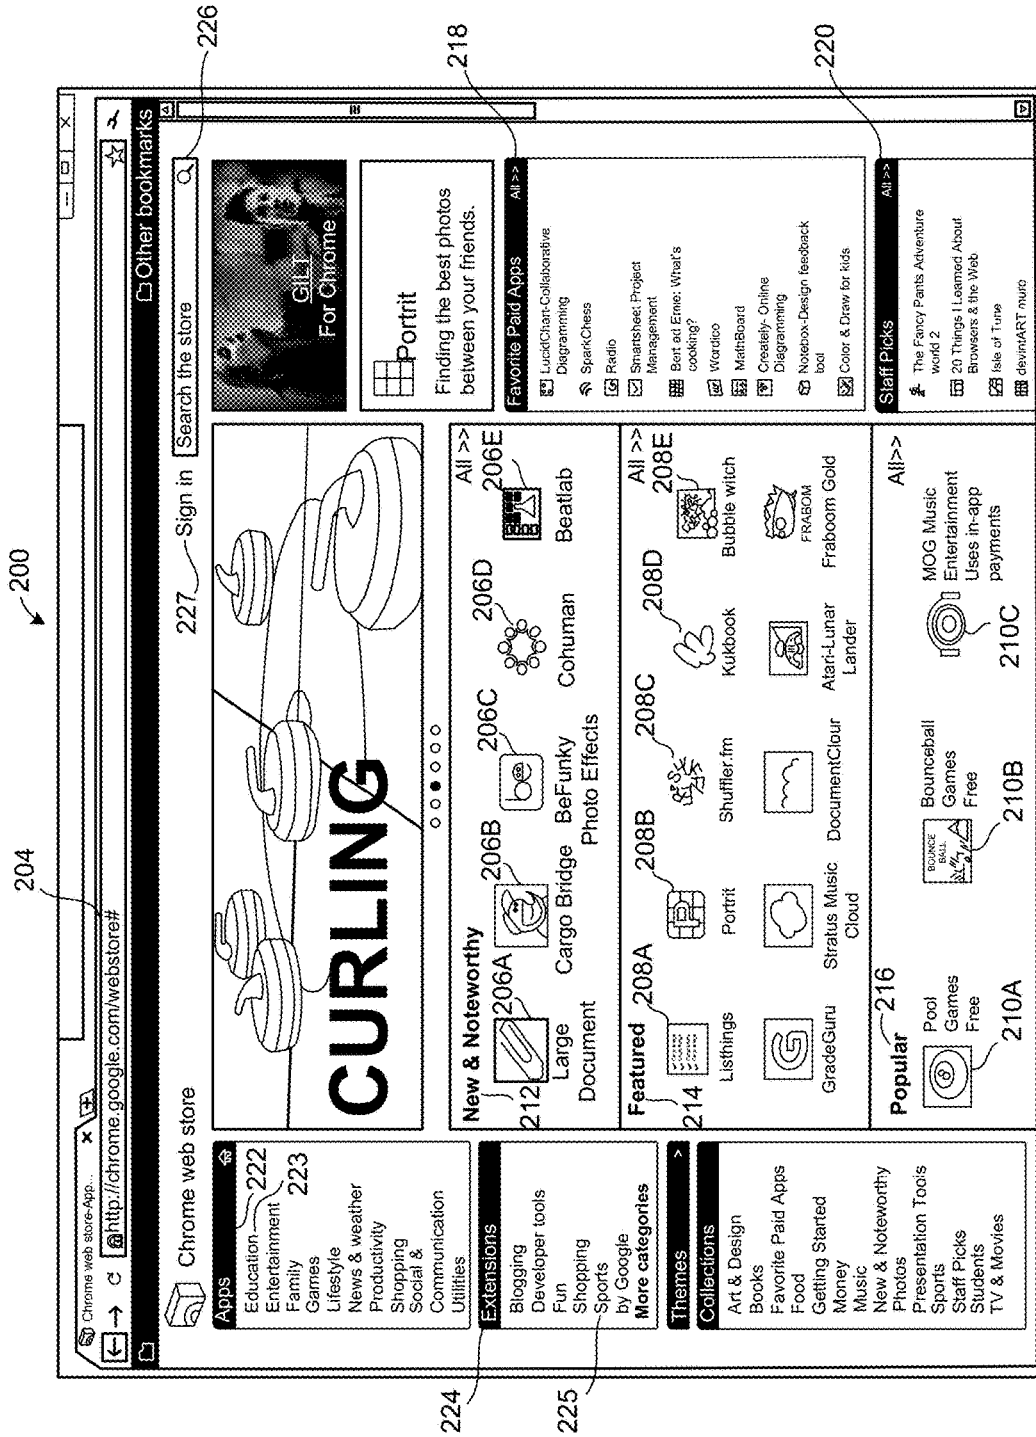 200
204
Chrome web store-App... ×
http://chrome.google.com/webstore#
Other bookmarks
Chrome web store
227
Sign in
Search the store
226
Apps
222
Education
223
Entertainment
Family
Games
Lifestyle
News & weather
Productivity
Shopping
Social &
Communication
Utilities
224
Extensions
Blogging
Developer tools
Fun
Shopping
Sports
225
by Google
More categories
Themes >
Collections
Art & Design
Books
Favorite Paid Apps
Food
Getting Started
Money
Music
New & Noteworthy
Photos
Presentation Tools
Sports
Staff Picks
Students
TV & Movies
CURLING
New & Noteworthy
All >>
212
206A
206B
206C
206D
206E
Large
Document
Cargo Bridge
BeFunky
Photo Effects
Cohuman
Beatlab
Featured
All >>
214
208A
208B
208C
208D
208E
Listhings
Portrit
Shuffler.fm
Kukbook
Bubble witch
FRABOM
GradeGuru
Stratus Music
Cloud
DocumentClour
Atari-Lunar
Lander
Fraboom Gold
Popular
216
All>>
Pool
Games
Free
210A
BOUNCE
BALL
Bounceball
Games
Free
210B
MOG Music
Entertainment
Uses in-app
payments
210C
GILT
For Chrome
Portrit
Finding the best photos
between your friends.
218
Favorite Paid Apps
All >>
LucidChart-Collaborative
Diagramming
SparkChess
Radio
Smartsheet Project
Management
Bert ad Erme: What's
cooking?
Wordico
MathBoard
Creately- Online
Diagramming
Notebox-Design feedback
tool
Color & Draw for kids
220
Staff Picks
All >>
The Fancy Pants Adventure
world 2
20 Things I Learned About
Browsers & the Web
Isle of Tune
devintART muro